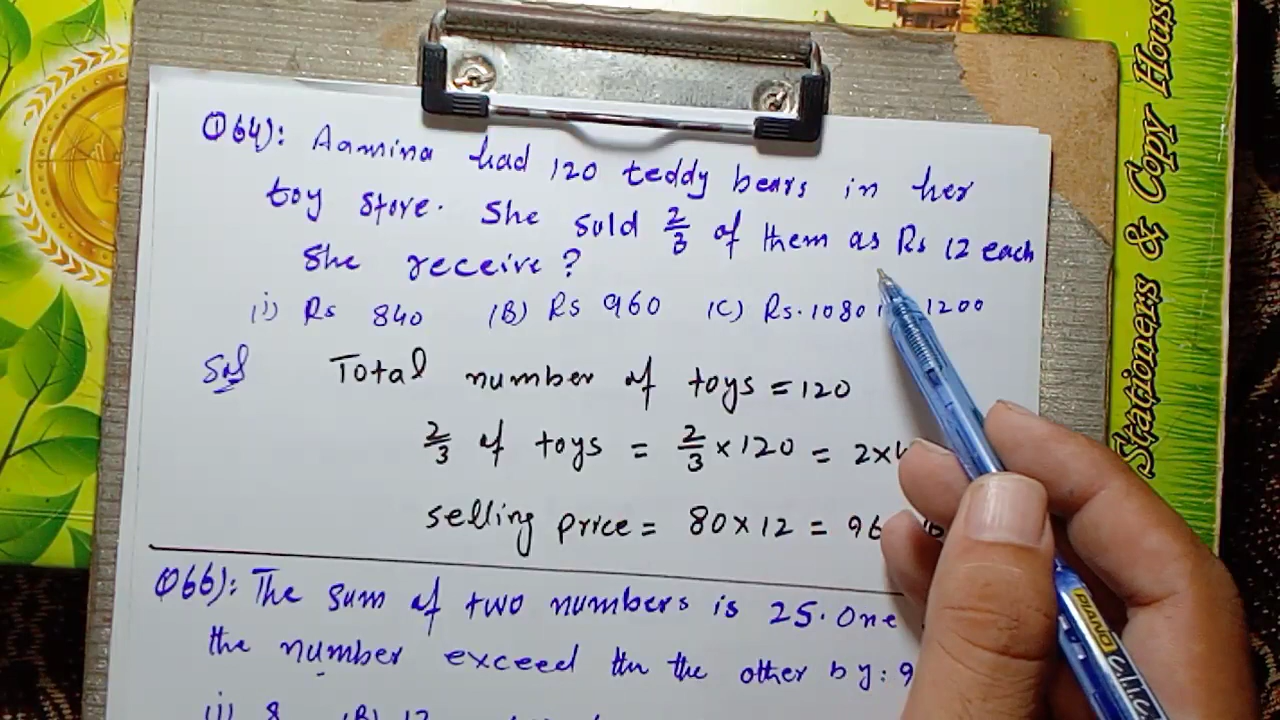 Q64): Aamina had 120 teddy bears in her
toy store. She sold 2/3 of them as Rs 12 each
She receive?
(i) Rs 840 (B) Rs 960 (C) Rs. 1080 1200
Sol Total number of toys = 120
2/3 of toys = 2/3 × 120 = 2×
selling price = 80 × 12 = 96
Q66): The sum of two numbers is 25. One
the number exceed the the other by: 9
(i) 8 (B) 17
Stationers & Copy House
PIANO